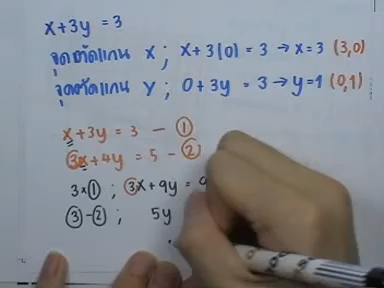 x+3y = 3
จุดตัดแกน X ; x+3(0) = 3 → x=3 (3,0)
จุดตัดแกน Y ; 0+3y = 3 → y=1 (0,1)
x+3y = 3 — ①
3x+4y = 5 — ②
3×① ; 3x+9y =
③-② ; 5y